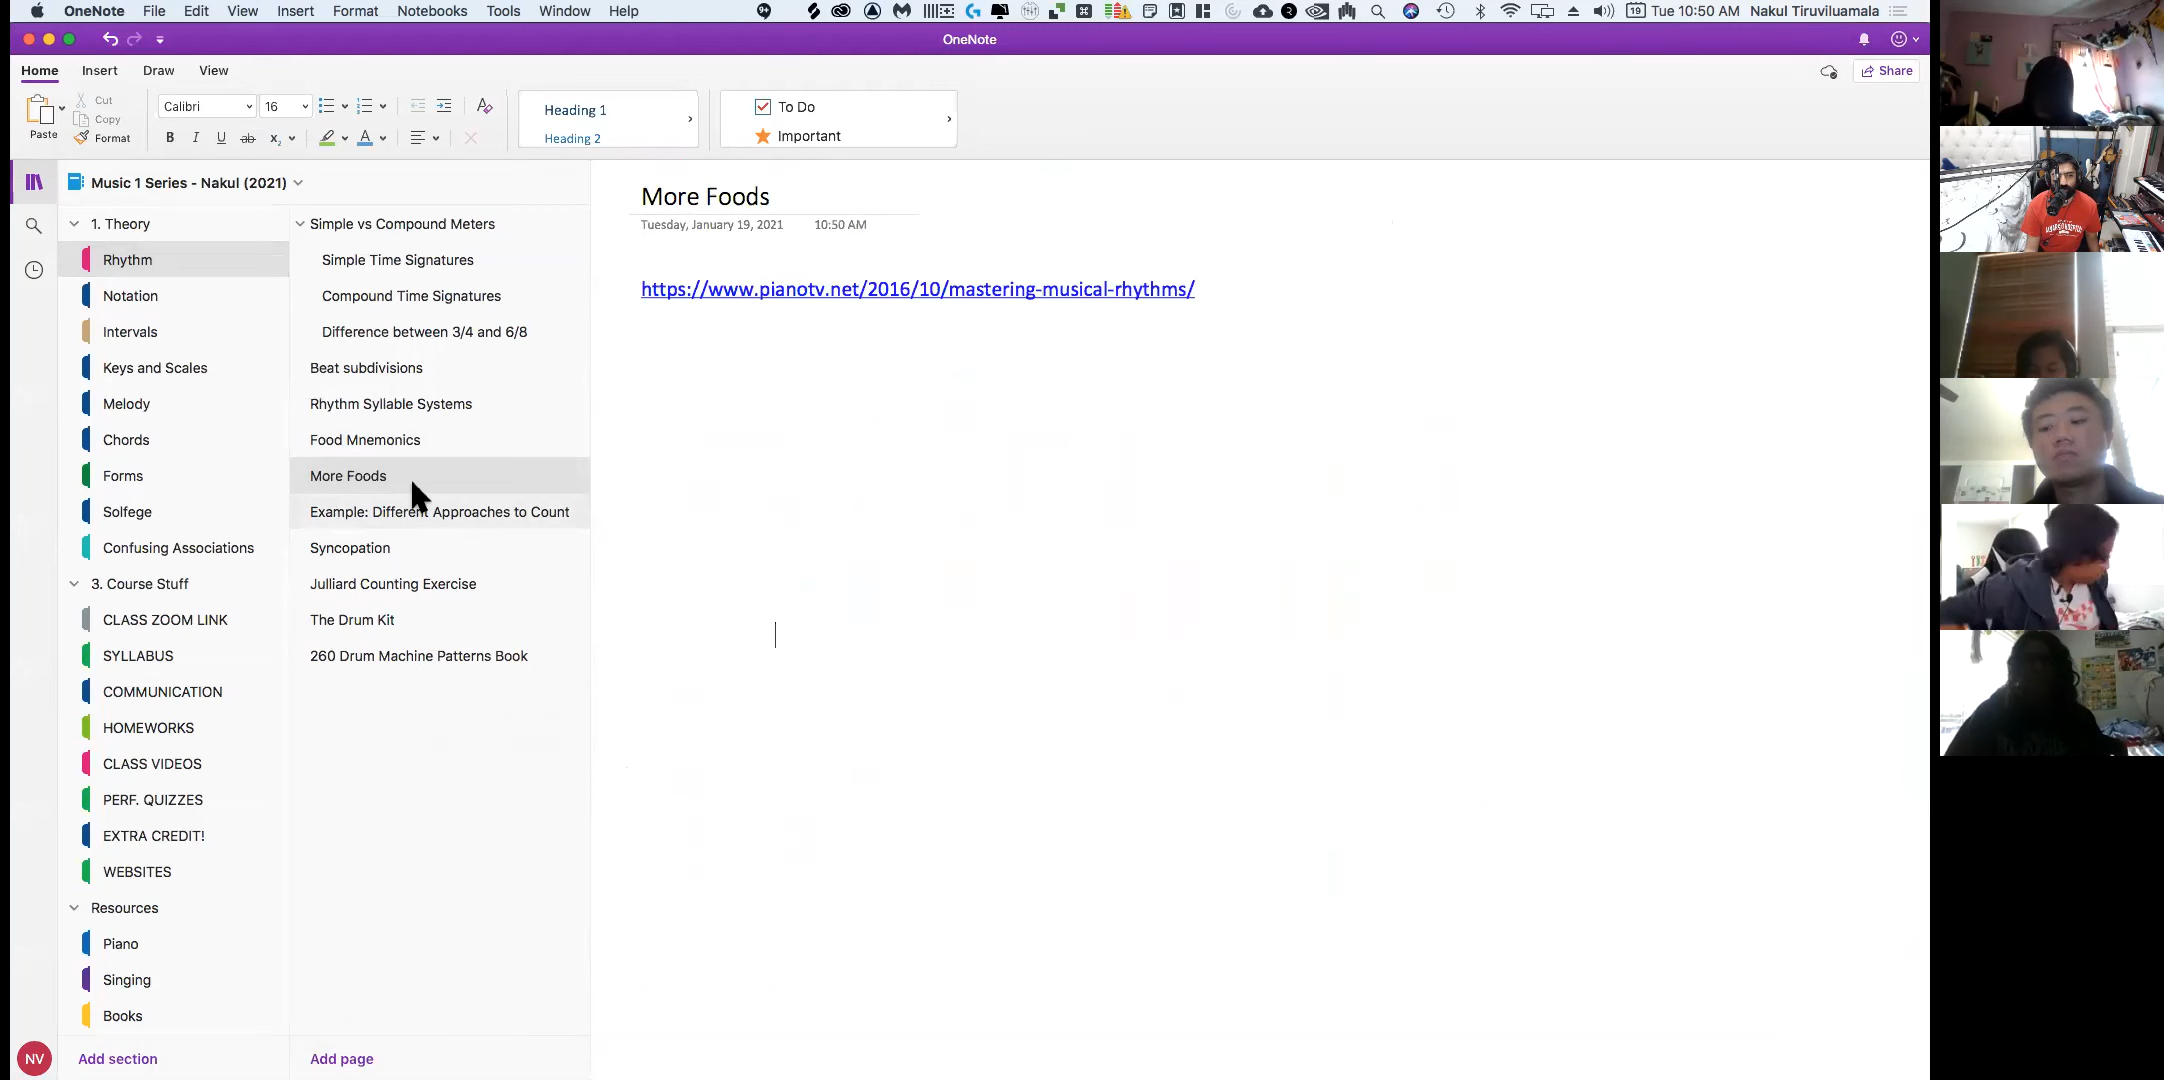 OneNote File Edit View Insert Format Notebooks Tools Window Help
19 Tue 10:50 AM Nakul Tiruviluamala
OneNote
Home Insert Draw View
Share
Paste
Cut
Copy
Format
Calibri 16
B I U ab x₂ A
Heading 1
Heading 2
To Do
Important
Music 1 Series - Nakul (2021)
1. Theory
Rhythm
Notation
Intervals
Keys and Scales
Melody
Chords
Forms
Solfege
Confusing Associations
3. Course Stuff
CLASS ZOOM LINK
SYLLABUS
COMMUNICATION
HOMEWORKS
CLASS VIDEOS
PERF. QUIZZES
EXTRA CREDIT!
WEBSITES
Resources
Piano
Singing
Books
Add section
NV
Simple vs Compound Meters
Simple Time Signatures
Compound Time Signatures
Difference between 3/4 and 6/8
Beat subdivisions
Rhythm Syllable Systems
Food Mnemonics
More Foods
Example: Different Approaches to Count
Syncopation
Julliard Counting Exercise
The Drum Kit
260 Drum Machine Patterns Book
Add page
More Foods
Tuesday, January 19, 2021 10:50 AM
https://www.pianotv.net/2016/10/mastering-musical-rhythms/